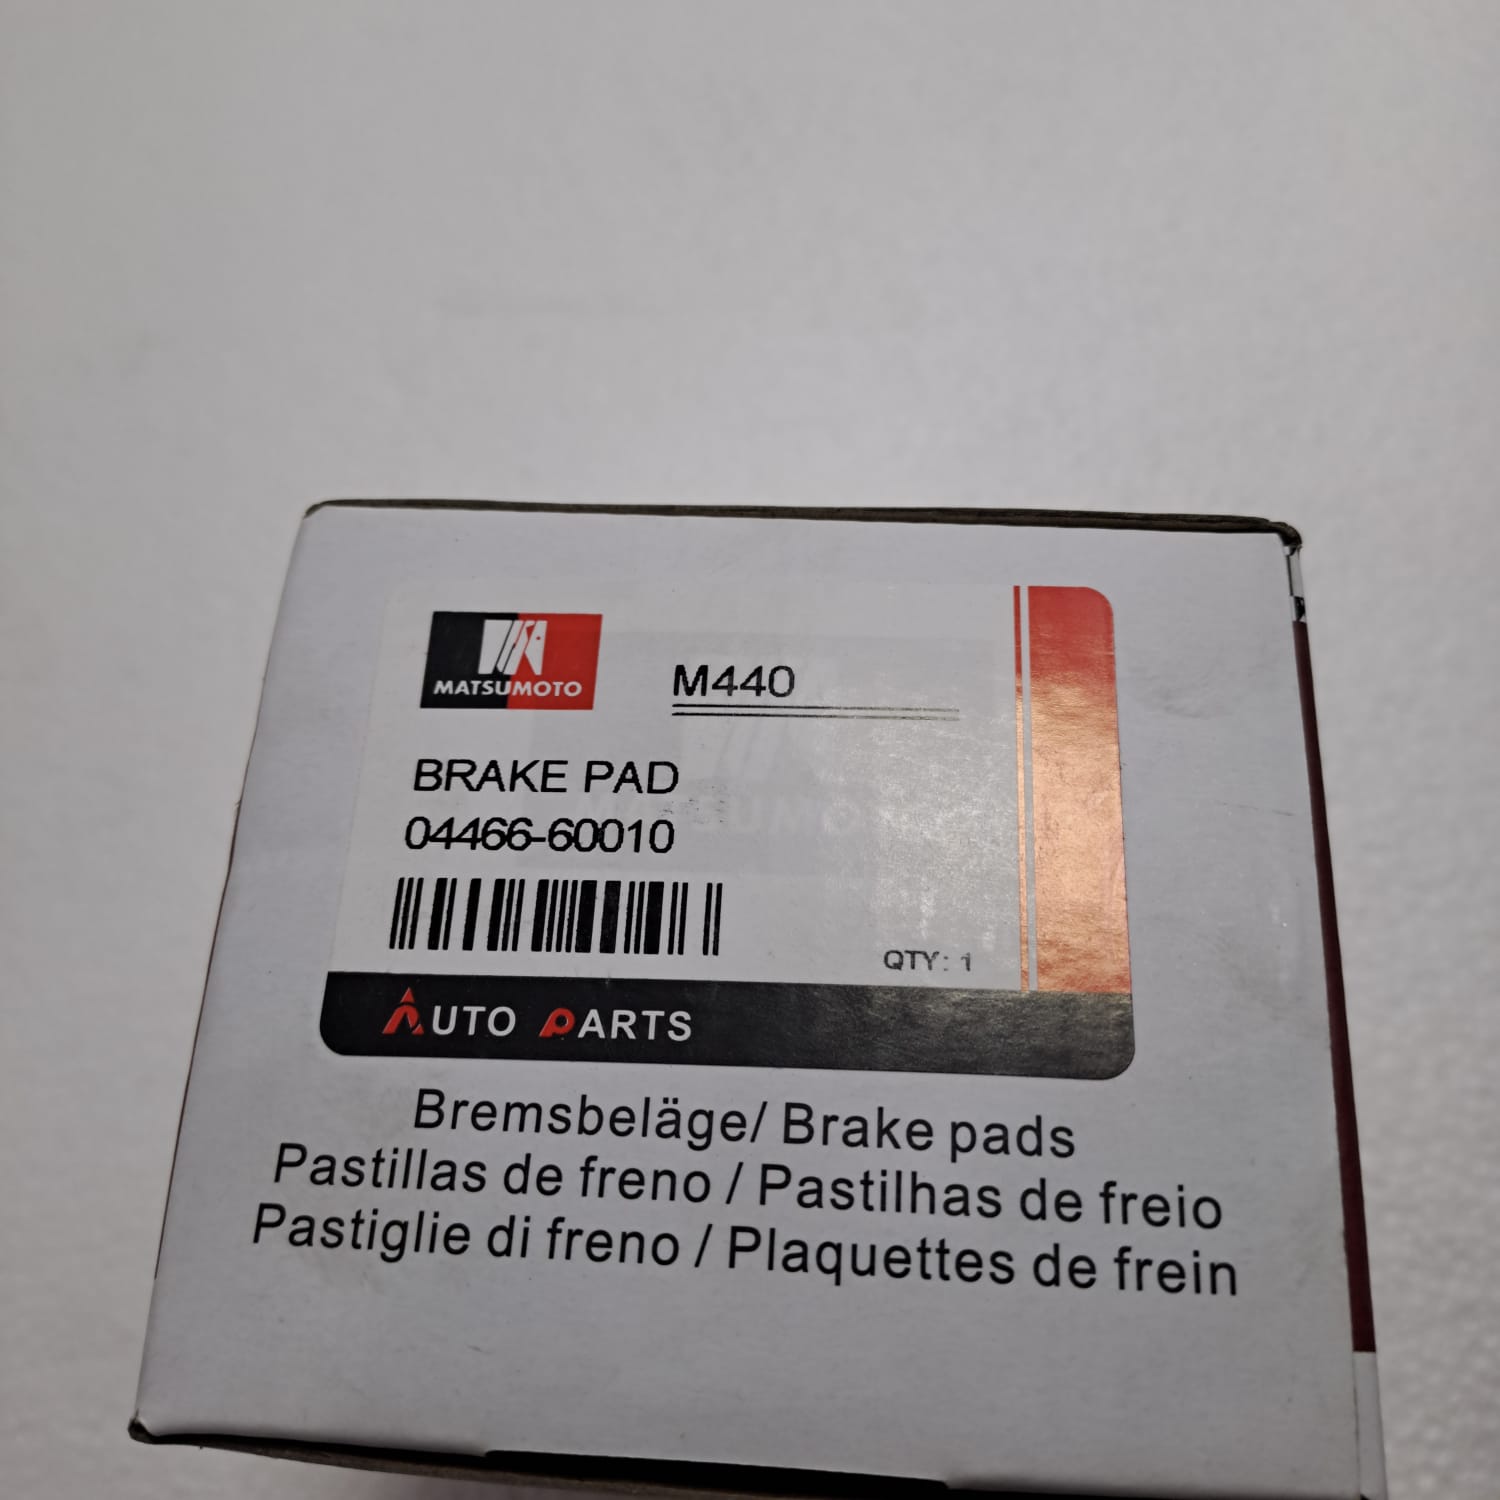 MATSUMOTO
M440
BRAKE PAD
04466-60010
QTY: 1
AUTO PARTS
Bremsbeläge/ Brake pads
Pastillas de freno / Pastilhas de freio
Pastiglie di freno / Plaquettes de frein